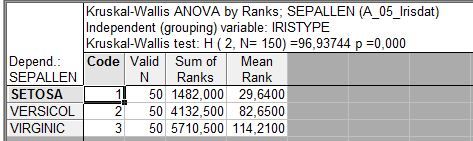 Kruskal-Wallis ANOVA by Ranks; SEPALLEN (A_05_Irisdat)
Independent (grouping) variable: IRISTYPE
Kruskal-Wallis test: H ( 2, N= 150) =96,93744 p =0,000
Depend.: Code Valid Sum of Mean
SEPALLEN N Ranks Rank
SETOSA 1 50 1482,000 29,6400
VERSICOL 2 50 4132,500 82,6500
VIRGINIC 3 50 5710,500 114,2100